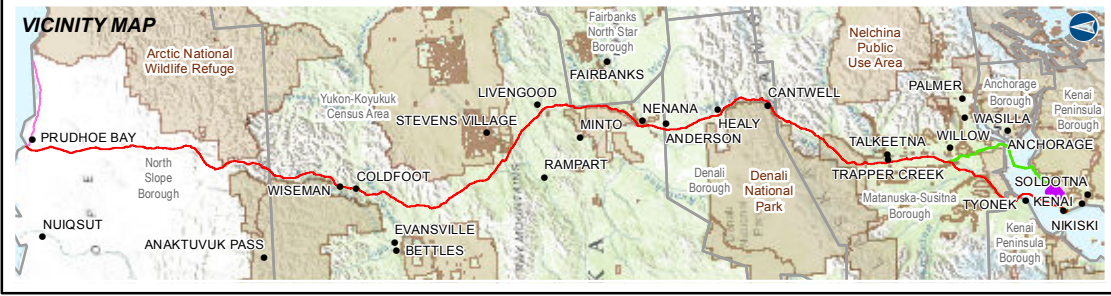 VICINITY MAP
Arctic National
Wildlife Refuge
Yukon-Koyukuk
Census Area
STEVENS VILLAGE
LIVENGOOD
Fairbanks
North Star
Borough
FAIRBANKS
MINTO
RAMPART
NENANA
ANDERSON
HEALY
CANTWELL
Nelchina
Public
Use Area
PALMER
Anchorage
Borough
WASILLA
Kenai
Peninsula
Borough
TALKEETNA
WILLOW
ANCHORAGE
TRAPPER CREEK
SOLDOTNA
Matanuska-Susitna
Borough
TYONEK
KENAI
NIKISKI
Kenai
Peninsula
Borough
PRUDHOE BAY
North
Slope
Borough
WISEMAN
COLDFOOT
NUIQSUT
ANAKTUVUK PASS
EVANSVILLE
BETTLES
Denali
Borough
Denali
National
Park